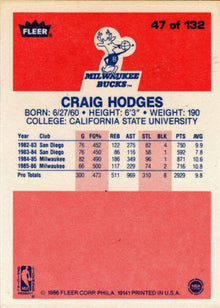 FLEER
47 of 132
MILWAUKEE
BUCKS™
CRAIG HODGES
BORN: 6/27/60 • HEIGHT: 6'3" • WEIGHT: 190
COLLEGE: CALIFORNIA STATE UNIVERSITY
Year Club G FG% REB AST STL BLK PTS AVG
1982-83 San Diego 76 452 122 275 82 4 750 9.9
1983-84 San Diego 76 450 86 116 58 1 592 7.8
1984-85 Milwaukee 82 490 186 349 96 1 871 10.6
1985-86 Milwaukee 66 500 117 229 74 2 716 10.8
Pro Totals 300 473 511 969 310 8 2929 9.8
NBA
© 1986 FLEER CORP. PHILA. 19141 PRINTED IN U.S.A.